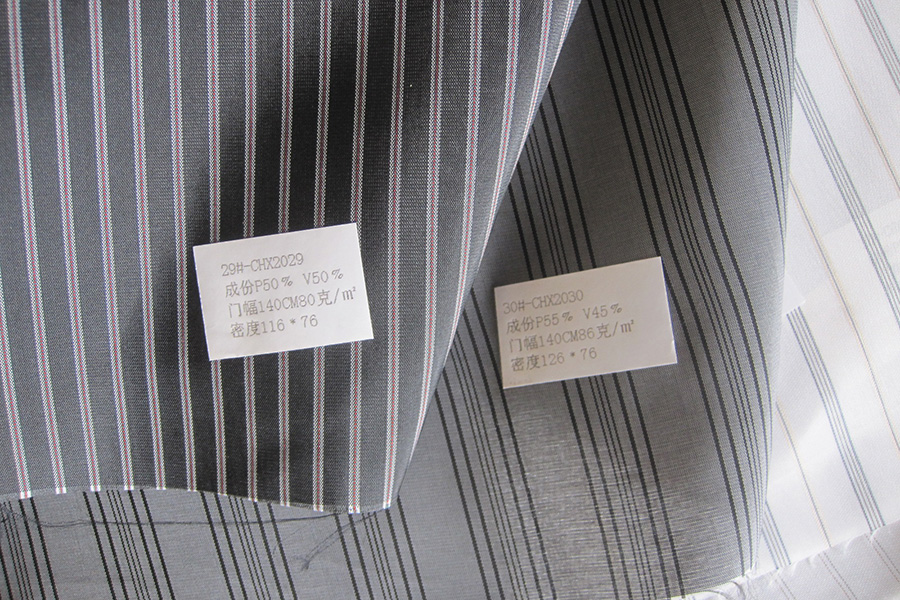 29#-CHX2029
成份P50% V50%
门幅140CM80克/㎡
密度116*76
30#-CHX2030
成份P55% V45%
门幅140CM86克/㎡
密度126*76